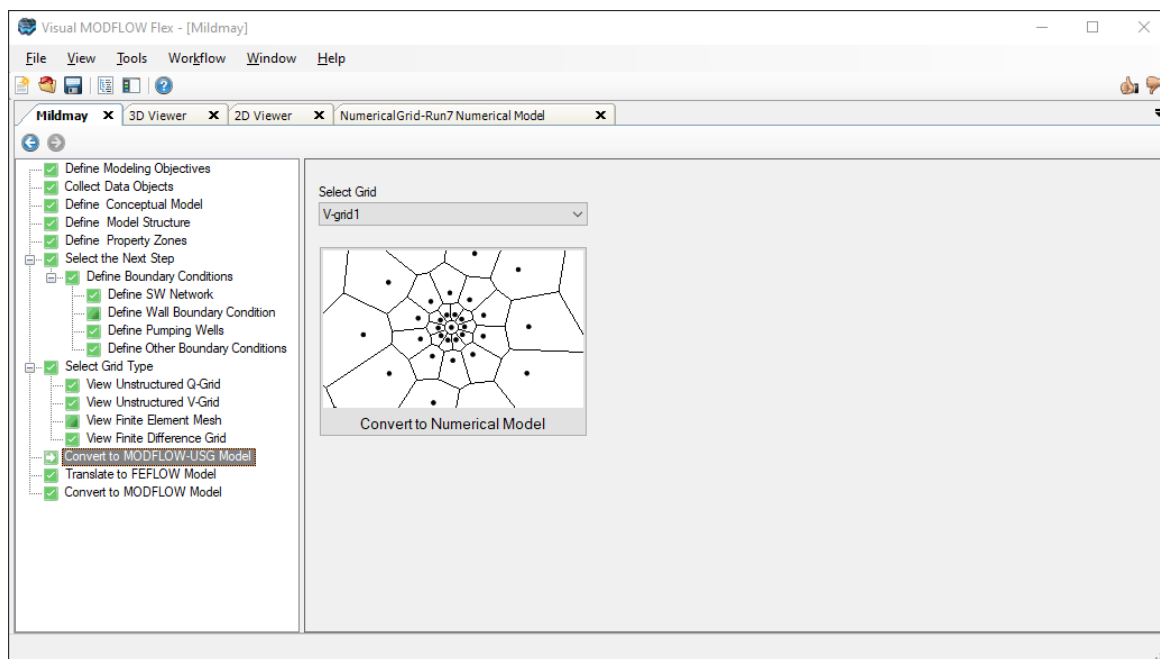 Visual MODFLOW Flex - [Mildmay]
File View Tools Workflow Window Help
Mildmay 3D Viewer 2D Viewer NumericalGrid-Run7 Numerical Model
Define Modeling Objectives
Collect Data Objects
Define Conceptual Model
Define Model Structure
Define Property Zones
Select the Next Step
Define Boundary Conditions
Define SW Network
Define Wall Boundary Condition
Define Pumping Wells
Define Other Boundary Conditions
Select Grid Type
View Unstructured Q-Grid
View Unstructured V-Grid
View Finite Element Mesh
View Finite Difference Grid
Convert to MODFLOW-USG Model
Translate to FEFLOW Model
Convert to MODFLOW Model
Select Grid
V-grid1
Convert to Numerical Model